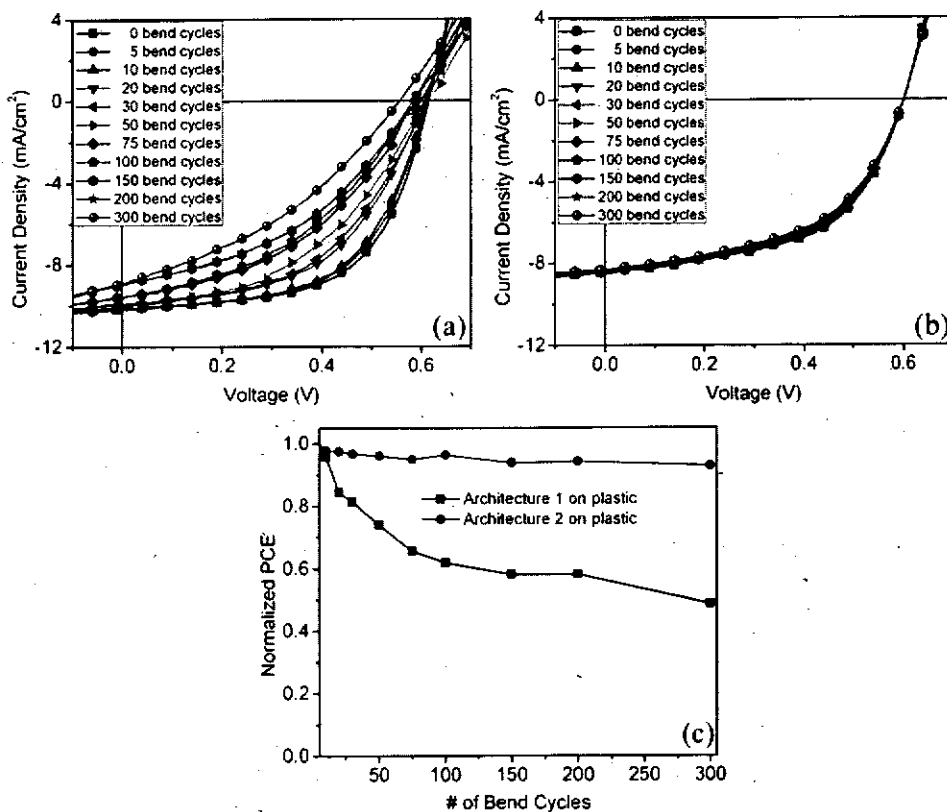 4
0
-4
-8
-12
Current Density (mA/cm²)
0 bend cycles
5 bend cycles
10 bend cycles
20 bend cycles
30 bend cycles
50 bend cycles
75 bend cycles
100 bend cycles
150 bend cycles
200 bend cycles
300 bend cycles
(a)
0.0
0.2
0.4
0.6
Voltage (V)
4
0
-4
-8
-12
Current Density (mA/cm²)
0 bend cycles
5 bend cycles
10 bend cycles
20 bend cycles
30 bend cycles
50 bend cycles
75 bend cycles
100 bend cycles
150 bend cycles
200 bend cycles
300 bend cycles
(b)
0.0
0.2
0.4
0.6
Voltage (V)
1.0
0.8
0.6
0.4
0.2
0.0
Normalized PCE
Architecture 1 on plastic
Architecture 2 on plastic
(c)
50
100
150
200
250
300
# of Bend Cycles